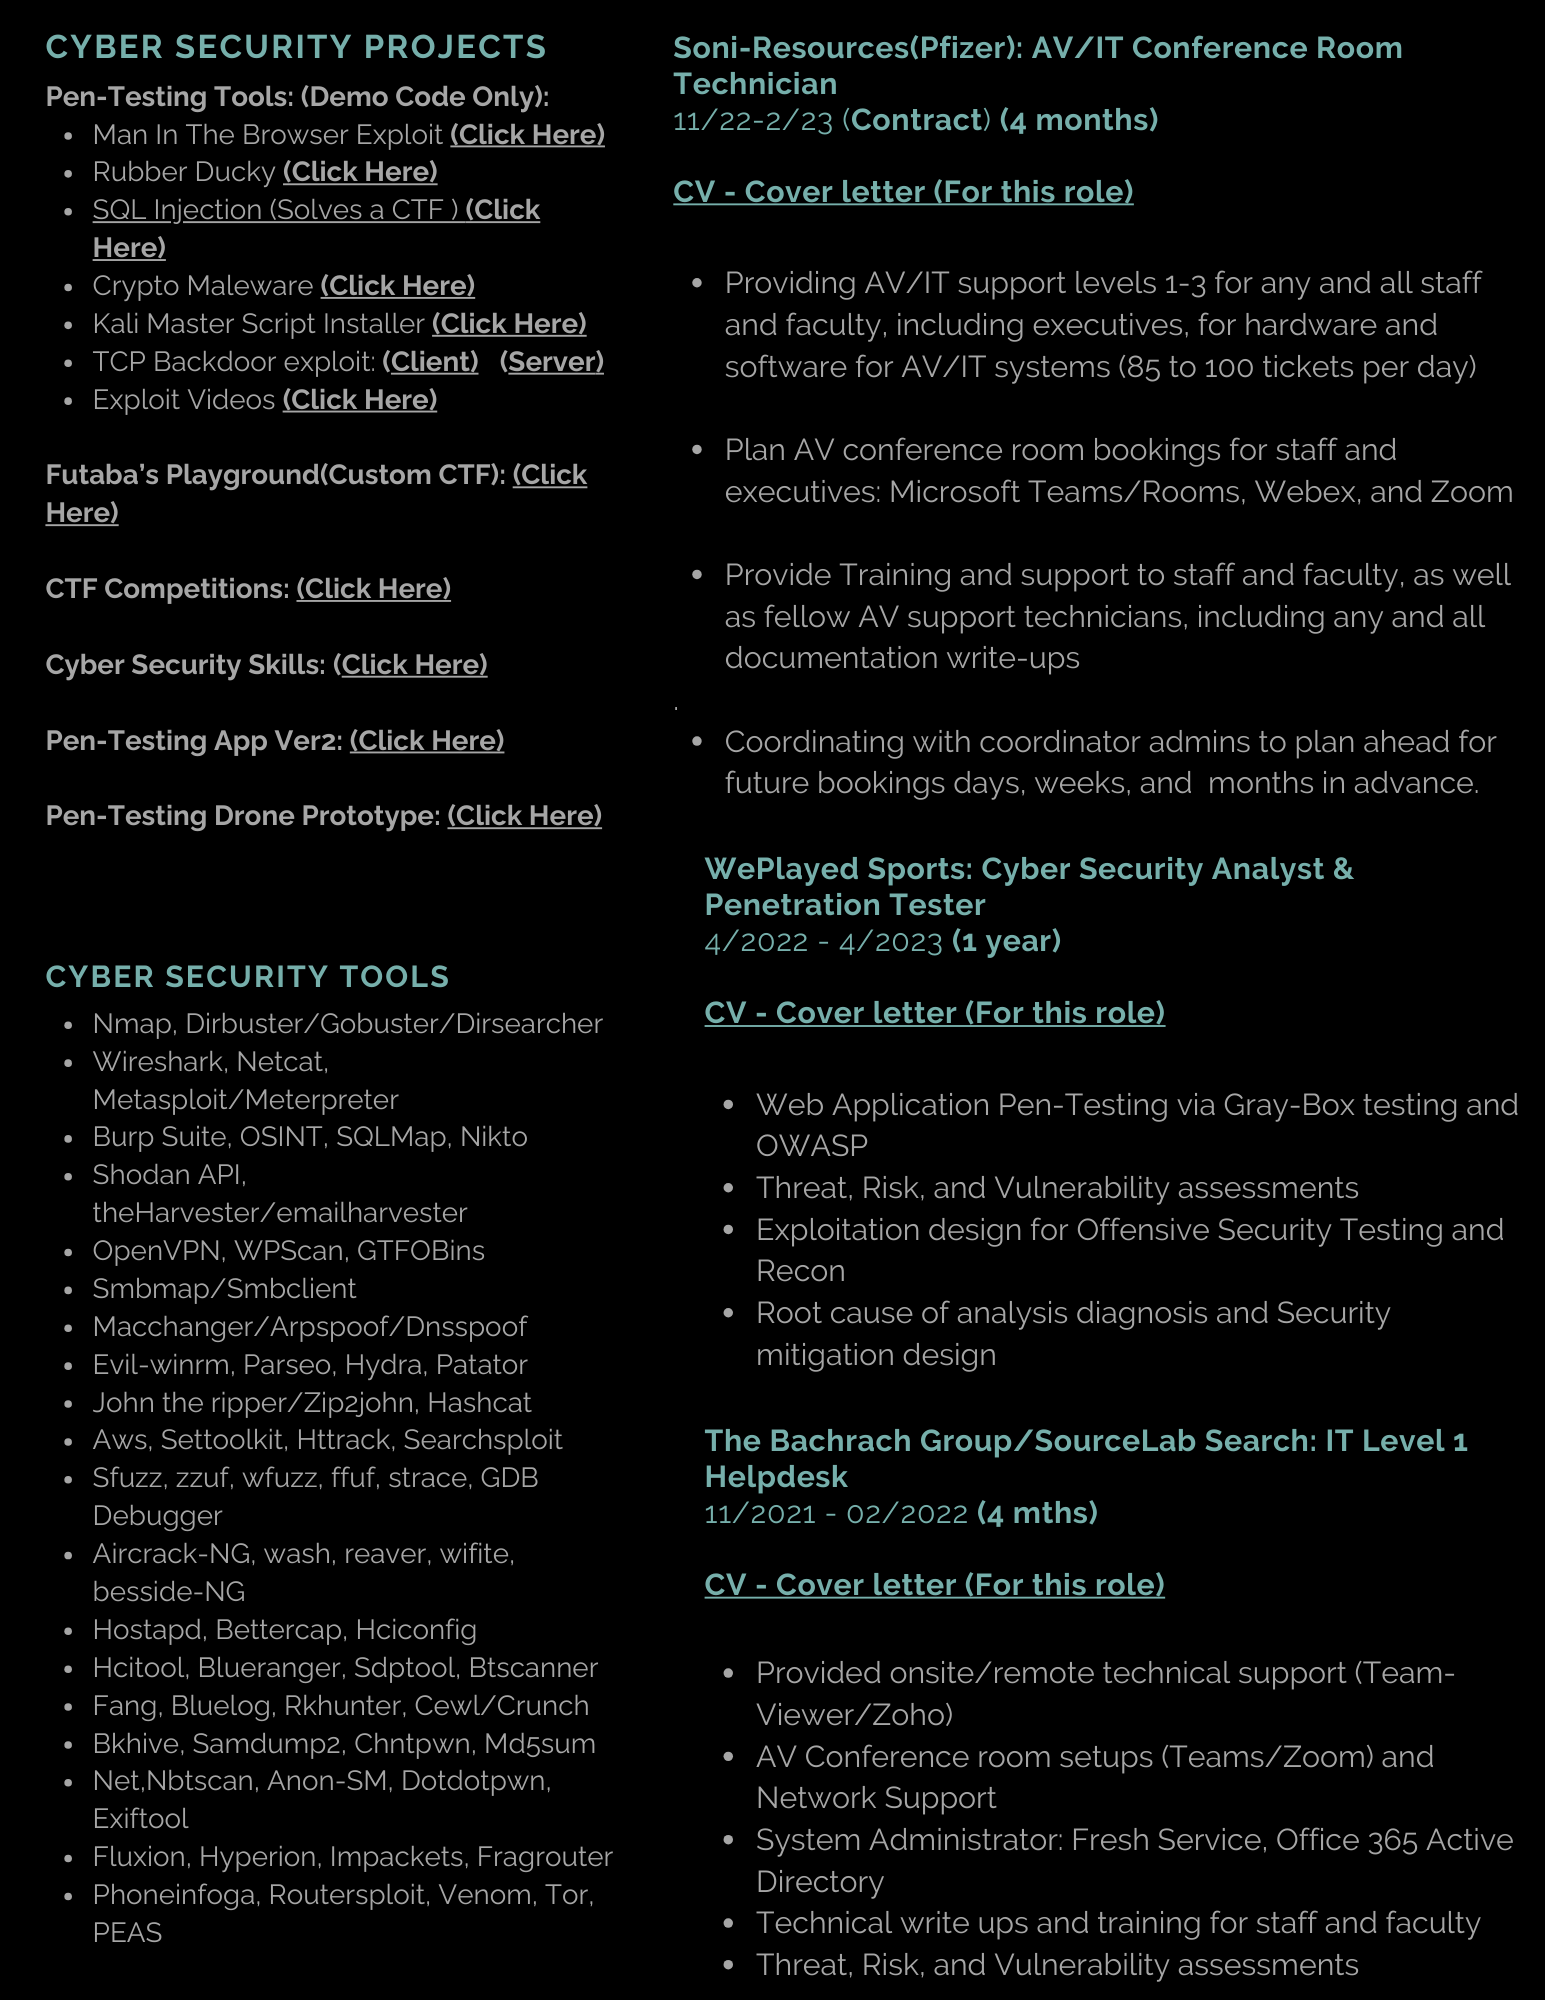 CYBER SECURITY PROJECTS
Pen-Testing Tools: (Demo Code Only):
• Man In The Browser Exploit (Click Here)
• Rubber Ducky (Click Here)
• SQL Injection (Solves a CTF ) (Click
Here)
• Crypto Maleware (Click Here)
• Kali Master Script Installer (Click Here)
• TCP Backdoor exploit: (Client) (Server)
• Exploit Videos (Click Here)
Futaba's Playground(Custom CTF): (Click
Here)
CTF Competitions: (Click Here)
Cyber Security Skills: (Click Here)
Pen-Testing App Ver2: (Click Here)
Pen-Testing Drone Prototype: (Click Here)
CYBER SECURITY TOOLS
• Nmap, Dirbuster/Gobuster/Dirsearcher
• Wireshark, Netcat,
Metasploit/Meterpreter
• Burp Suite, OSINT, SQLMap, Nikto
• Shodan API,
theHarvester/emailharvester
• OpenVPN, WPScan, GTFOBins
• Smbmap/Smbclient
• Macchanger/Arpspoof/Dnsspoof
• Evil-winrm, Parseo, Hydra, Patator
• John the ripper/Zip2john, Hashcat
• Aws, Settoolkit, Httrack, Searchsploit
• Sfuzz, zzuf, wfuzz, ffuf, strace, GDB
Debugger
• Aircrack-NG, wash, reaver, wifite,
besside-NG
• Hostapd, Bettercap, Hciconfig
• Hcitool, Blueranger, Sdptool, Btscanner
• Fang, Bluelog, Rkhunter, Cewl/Crunch
• Bkhive, Samdump2, Chntpwn, Md5sum
• Net,Nbtscan, Anon-SM, Dotdotpwn,
Exiftool
• Fluxion, Hyperion, Impackets, Fragrouter
• Phoneinfoga, Routersploit, Venom, Tor,
PEAS
Soni-Resources(Pfizer): AV/IT Conference Room
Technician
11/22-2/23 (Contract) (4 months)
CV - Cover letter (For this role)
• Providing AV/IT support levels 1-3 for any and all staff
and faculty, including executives, for hardware and
software for AV/IT systems (85 to 100 tickets per day)
• Plan AV conference room bookings for staff and
executives: Microsoft Teams/Rooms, Webex, and Zoom
• Provide Training and support to staff and faculty, as well
as fellow AV support technicians, including any and all
documentation write-ups
.
• Coordinating with coordinator admins to plan ahead for
future bookings days, weeks, and months in advance.
WePlayed Sports: Cyber Security Analyst &
Penetration Tester
4/2022 - 4/2023 (1 year)
CV - Cover letter (For this role)
• Web Application Pen-Testing via Gray-Box testing and
OWASP
• Threat, Risk, and Vulnerability assessments
• Exploitation design for Offensive Security Testing and
Recon
• Root cause of analysis diagnosis and Security
mitigation design
The Bachrach Group/SourceLab Search: IT Level 1
Helpdesk
11/2021 - 02/2022 (4 mths)
CV - Cover letter (For this role)
• Provided onsite/remote technical support (Team-
Viewer/Zoho)
• AV Conference room setups (Teams/Zoom) and
Network Support
• System Administrator: Fresh Service, Office 365 Active
Directory
• Technical write ups and training for staff and faculty
• Threat, Risk, and Vulnerability assessments